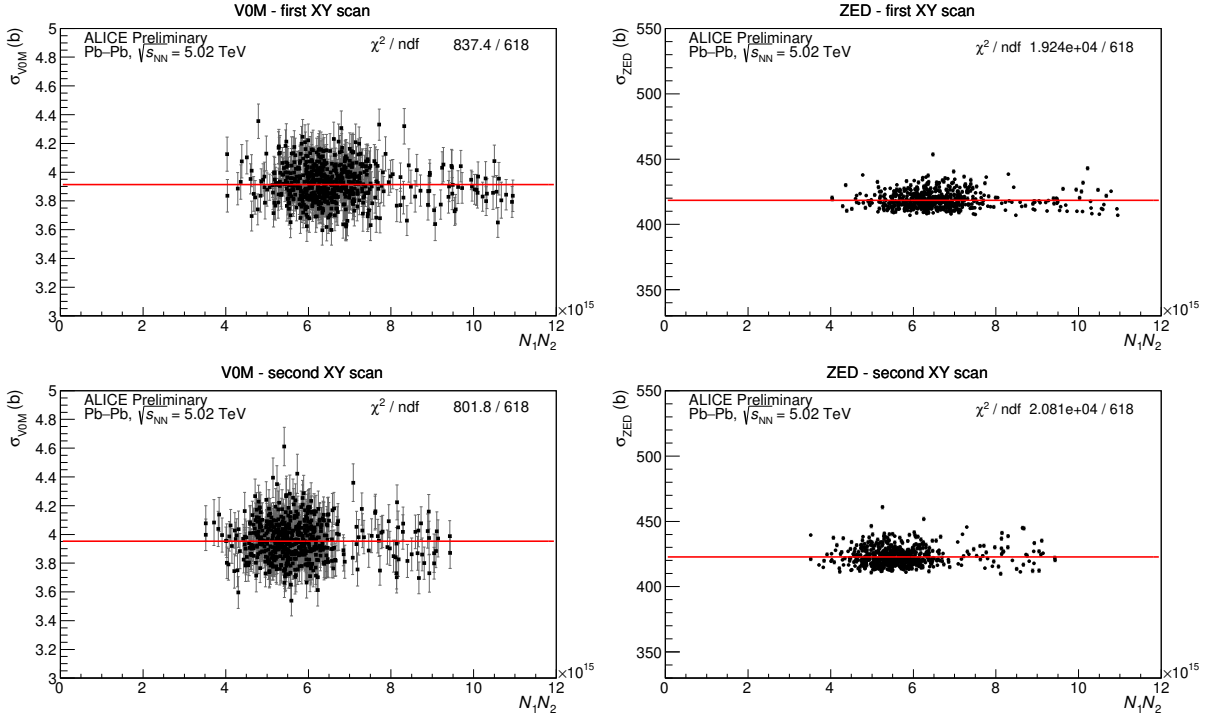 V0M - first XY scan
σV0M (b)
ALICE Preliminary
Pb–Pb, √sNN = 5.02 TeV
χ² / ndf 837.4 / 618
5
4.8
4.6
4.4
4.2
4
3.8
3.6
3.4
3.2
3
0 2 4 6 8 10 12
×10¹⁵
N₁N₂
ZED - first XY scan
σZED (b)
ALICE Preliminary
Pb–Pb, √sNN = 5.02 TeV
χ² / ndf 1.924e+04 / 618
550
500
450
400
350
0 2 4 6 8 10 12
×10¹⁵
N₁N₂
V0M - second XY scan
σV0M (b)
ALICE Preliminary
Pb–Pb, √sNN = 5.02 TeV
χ² / ndf 801.8 / 618
5
4.8
4.6
4.4
4.2
4
3.8
3.6
3.4
3.2
3
0 2 4 6 8 10 12
×10¹⁵
N₁N₂
ZED - second XY scan
σZED (b)
ALICE Preliminary
Pb–Pb, √sNN = 5.02 TeV
χ² / ndf 2.081e+04 / 618
550
500
450
400
350
0 2 4 6 8 10 12
×10¹⁵
N₁N₂